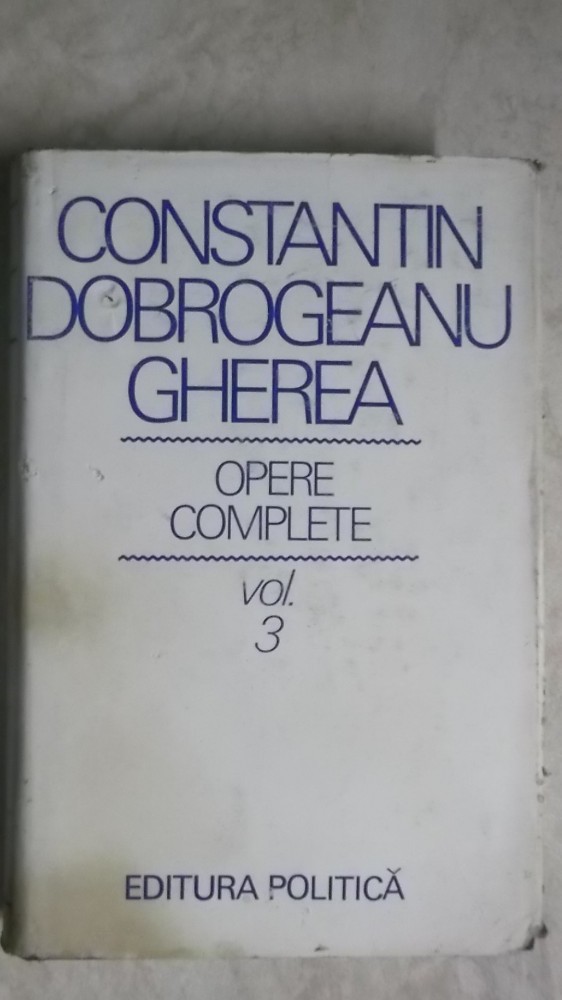 CONSTANTIN
DOBROGEANU
GHEREA
OPERE
COMPLETE
vol.
3
EDITURA POLITICĂ